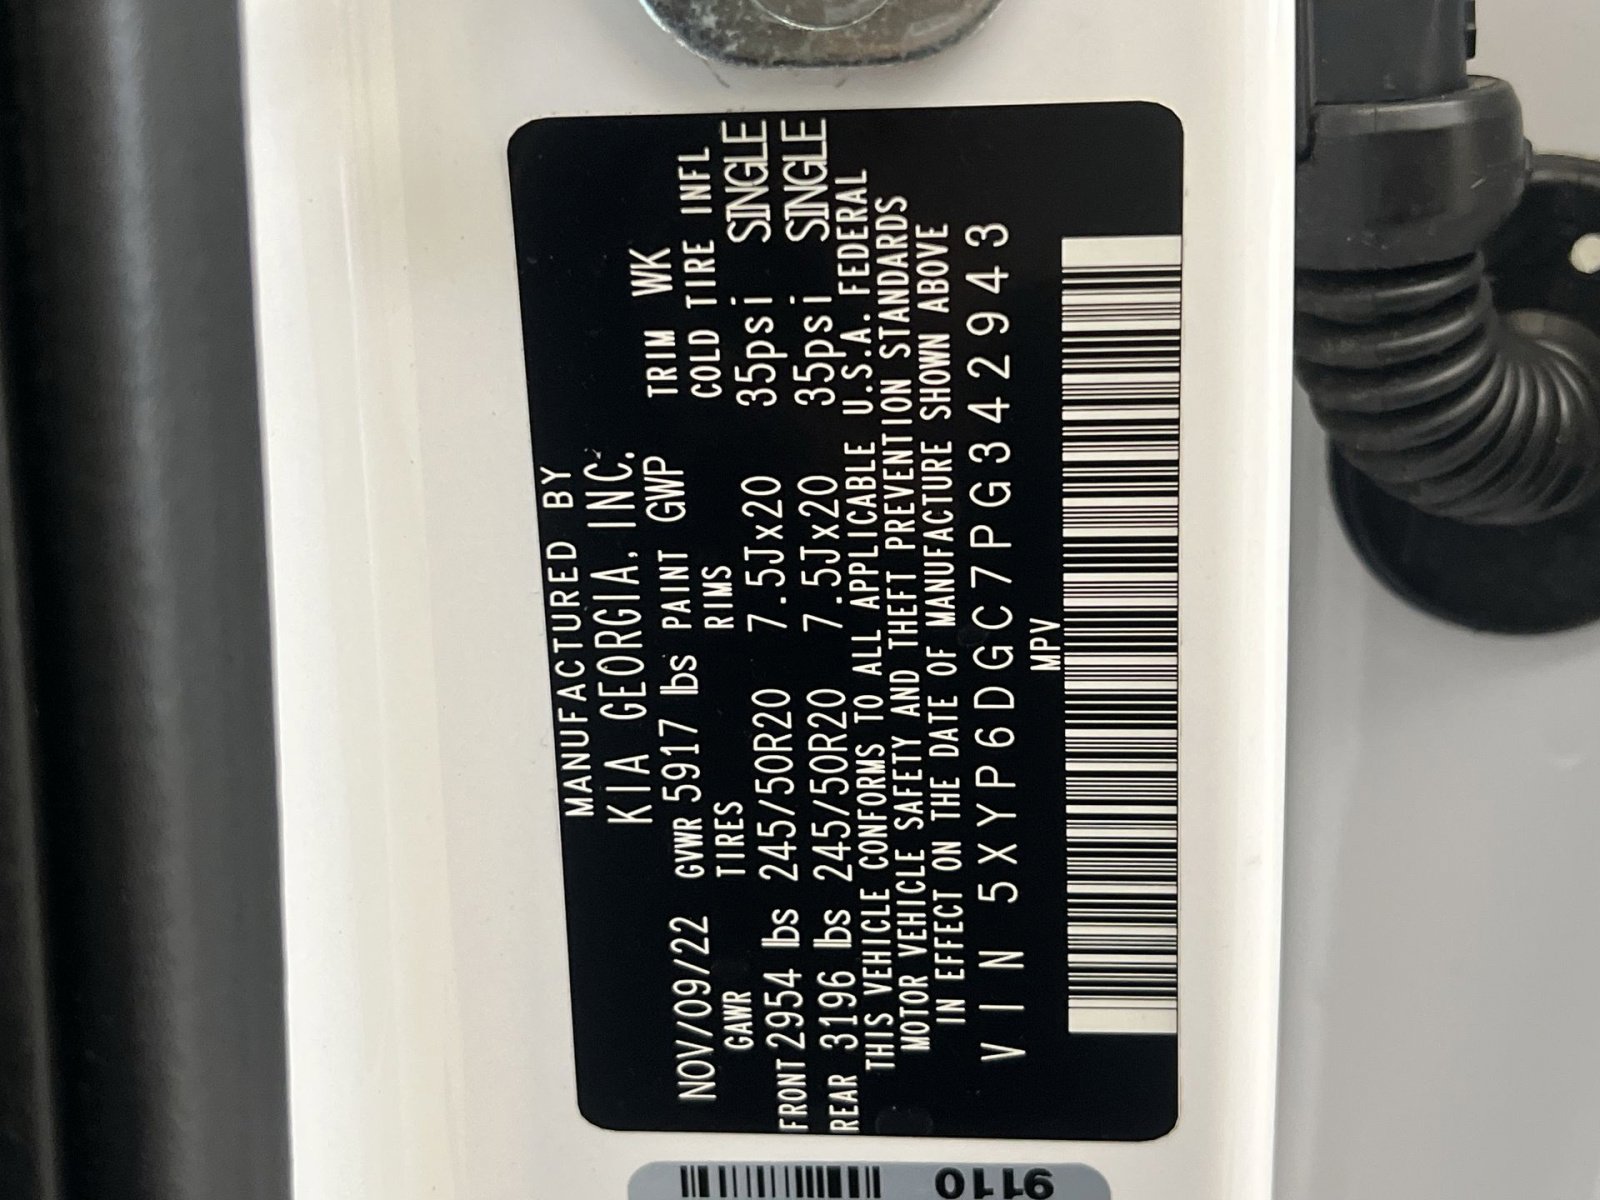 MANUFACTURED BY
KIA GEORGIA, INC.
NOV/09/22 GVWR 5917 lbs PAINT GWP TRIM WK
GAWR TIRES RIMS COLD TIRE INFL
FRONT 2954 lbs 245/50R20 7.5Jx20 35psi SINGLE
REAR 3196 lbs 245/50R20 7.5Jx20 35psi SINGLE
THIS VEHICLE CONFORMS TO ALL APPLICABLE U.S.A. FEDERAL
MOTOR VEHICLE SAFETY AND THEFT PREVENTION STANDARDS
IN EFFECT ON THE DATE OF MANUFACTURE SHOWN ABOVE
VIN 5XYP6DGC7PG342943
MPV
9110